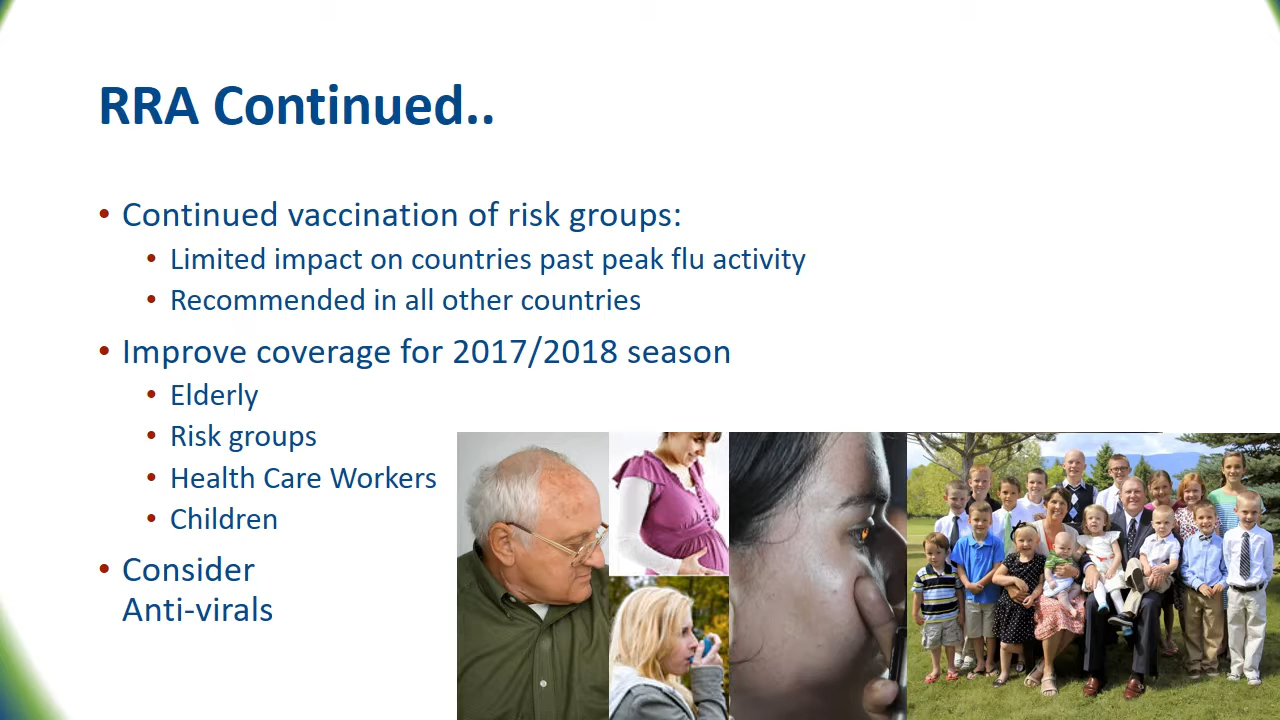 RRA Continued..
• Continued vaccination of risk groups:
• Limited impact on countries past peak flu activity
• Recommended in all other countries
• Improve coverage for 2017/2018 season
• Elderly
• Risk groups
• Health Care Workers
• Children
• Consider
Anti-virals